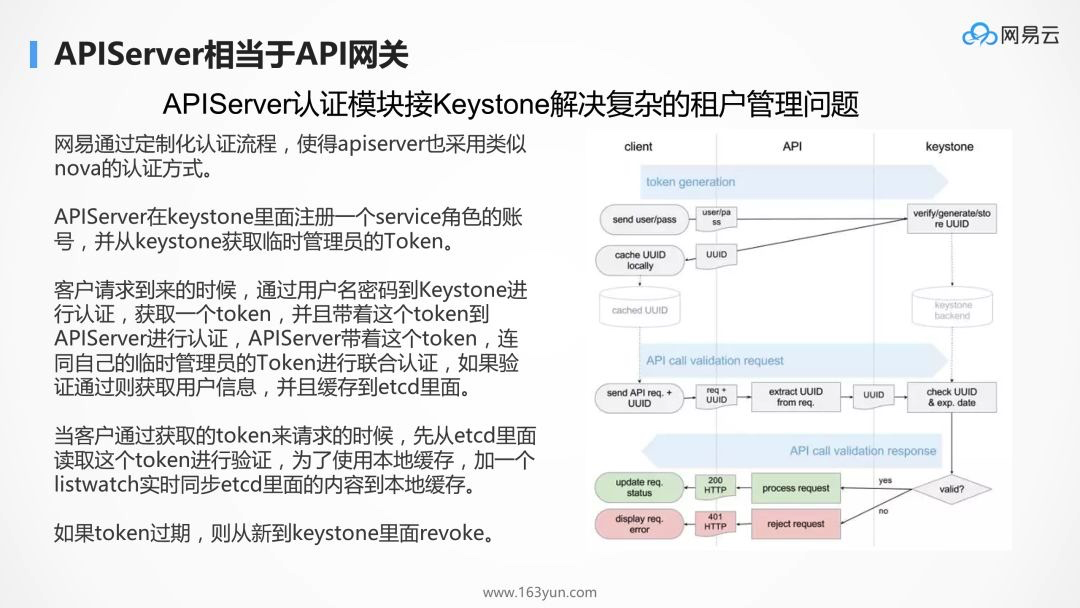 网易云
APIServer相当于API网关
APIServer认证模块接Keystone解决复杂的租户管理问题
网易通过定制化认证流程，使得apiserver也采用类似
nova的认证方式。
APIServer在keystone里面注册一个service角色的账
号，并从keystone获取临时管理员的Token。
客户请求到来的时候，通过用户名密码到Keystone进
行认证，获取一个token，并且带着这个token到
APIServer进行认证，APIServer带着这个token，连
同自己的临时管理员的Token进行联合认证，如果验
证通过则获取用户信息，并且缓存到etcd里面。
当客户通过获取的token来请求的时候，先从etcd里面
读取这个token进行验证，为了使用本地缓存，加一个
listwatch实时同步etcd里面的内容到本地缓存。
如果token过期，则从新到keystone里面revoke。
client
API
keystone
token generation
send user/pass
user/pa
ss
verify/generate/sto
re UUID
cache UUID
locally
UUID
cached UUID
keystone
backend
API call validation request
send API req. +
UUID
req +
UUID
extract UUID
from req.
UUID
check UUID
& exp. date
API call validation response
update req.
status
200
HTTP
process request
yes
valid?
no
display req.
error
401
HTTP
reject request
www.163yun.com